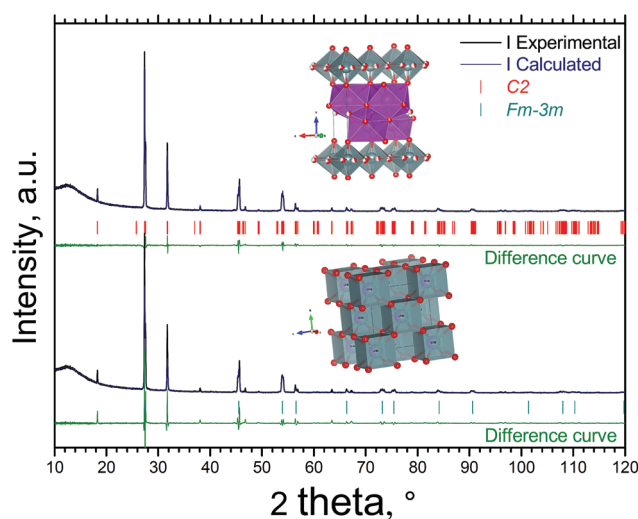 I Experimental
I Calculated
C2
Fm-3m
Difference curve
Difference curve
Intensity, a.u.
10 20 30 40 50 60 70 80 90 100 110 120
2 theta, °